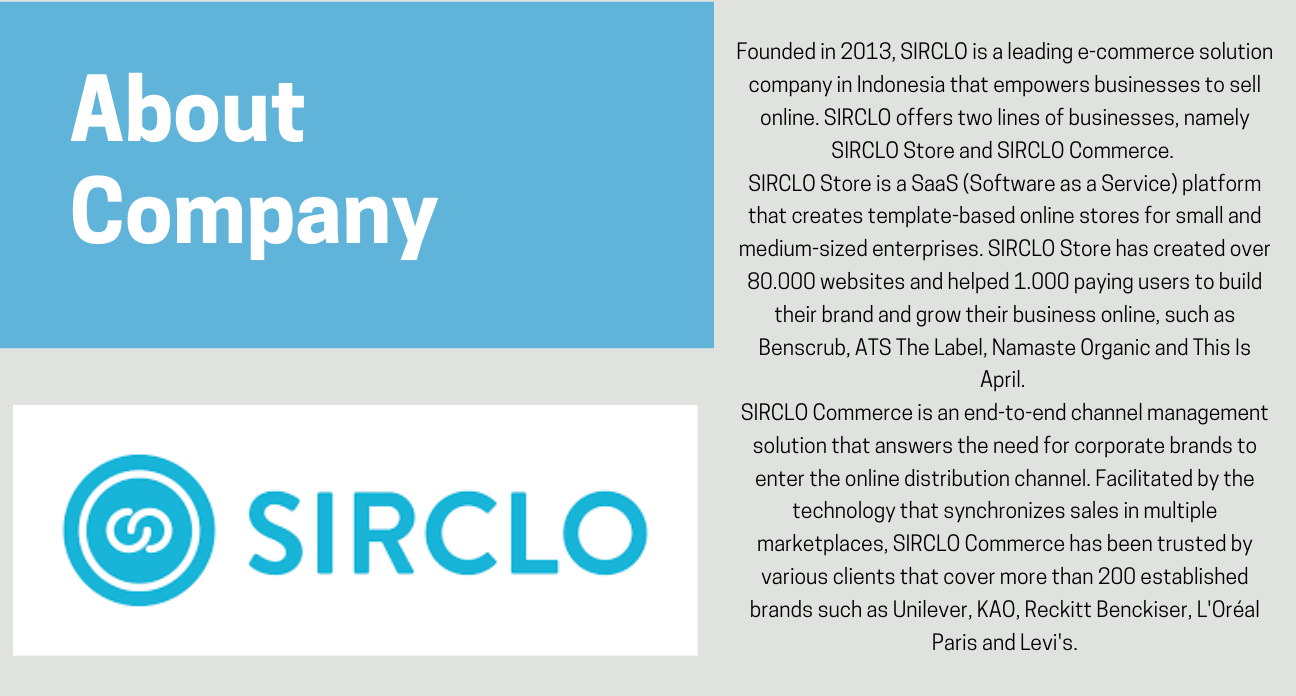 About
Company
SIRCLO
Founded in 2013, SIRCLO is a leading e-commerce solution
company in Indonesia that empowers businesses to sell
online. SIRCLO offers two lines of businesses, namely
SIRCLO Store and SIRCLO Commerce.
SIRCLO Store is a SaaS (Software as a Service) platform
that creates template-based online stores for small and
medium-sized enterprises. SIRCLO Store has created over
80.000 websites and helped 1.000 paying users to build
their brand and grow their business online, such as
Benscrub, ATS The Label, Namaste Organic and This Is
April.
SIRCLO Commerce is an end-to-end channel management
solution that answers the need for corporate brands to
enter the online distribution channel. Facilitated by the
technology that synchronizes sales in multiple
marketplaces, SIRCLO Commerce has been trusted by
various clients that cover more than 200 established
brands such as Unilever, KAO, Reckitt Benckiser, L'Oréal
Paris and Levi's.